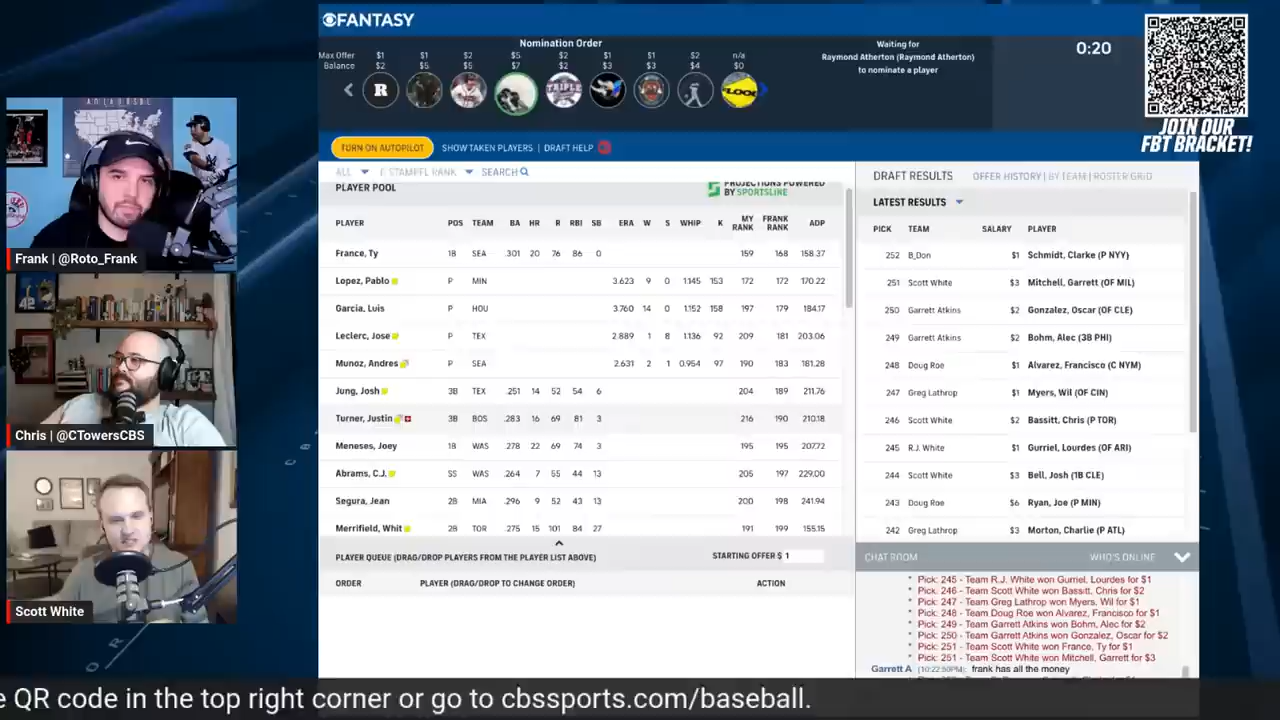 FANTASY
Nomination Order
Max Offer $1 $1 $2 $5 $2 $1 $1 $2 n/a
Balance $2 $5 $5 $7 $2 $3 $3 $4 $0
R
TRIPLE
Waiting for
Raymond Atherton (Raymond Atherton)
to nominate a player
0:20
JOIN OUR
FBT BRACKET!
TURN ON AUTOPILOT SHOW TAKEN PLAYERS | DRAFT HELP
ALL SEARCH
PLAYER POOL
PROJECTIONS POWERED
BY SPORTSLINE
PLAYER POS TEAM BA HR R RBI SB ERA W S WHIP K MY RANK FRANK RANK ADP
France, Ty 1B SEA .301 20 76 86 0 159 168 158.37
Lopez, Pablo P MIN 3.623 9 0 1.145 153 172 172 170.22
Garcia, Luis P HOU 3.760 14 0 1.152 158 197 179 184.17
Leclerc, Jose P TEX 2.889 1 8 1.136 92 209 181 203.06
Munoz, Andres P SEA 2.631 2 1 0.954 97 190 183 181.28
Jung, Josh 3B TEX .251 14 52 54 6 204 189 211.76
Turner, Justin 3B BOS .283 16 69 81 3 216 190 210.18
Meneses, Joey 1B WAS .278 22 69 74 3 195 195 207.72
Abrams, C.J. SS WAS .264 7 55 44 13 205 197 229.00
Segura, Jean 2B MIA .296 9 52 43 13 200 198 241.94
Merrifield, Whit 2B TOR .275 15 101 84 27 191 199 155.15
PLAYER QUEUE (DRAG/DROP PLAYERS FROM THE PLAYER LIST ABOVE) STARTING OFFER $ 1
ORDER PLAYER (DRAG/DROP TO CHANGE ORDER) ACTION
DRAFT RESULTS OFFER HISTORY | BY TEAM | ROSTER GRID
LATEST RESULTS
PICK TEAM SALARY PLAYER
252 B_Don $1 Schmidt, Clarke (P NYY)
251 Scott White $3 Mitchell, Garrett (OF MIL)
250 Garrett Atkins $2 Gonzalez, Oscar (OF CLE)
249 Garrett Atkins $2 Bohm, Alec (3B PHI)
248 Doug Roe $1 Alvarez, Francisco (C NYM)
247 Greg Lathrop $1 Myers, Wil (OF CIN)
246 Scott White $2 Bassitt, Chris (P TOR)
245 R.J. White $1 Gurriel, Lourdes (OF ARI)
244 Scott White $3 Bell, Josh (1B CLE)
243 Doug Roe $6 Ryan, Joe (P MIN)
242 Greg Lathrop $3 Morton, Charlie (P ATL)
CHAT ROOM WHO'S ONLINE
* Pick: 245 - Team R.J. White won Gurriel, Lourdes for $1
* Pick: 246 - Team Scott White won Bassitt, Chris for $2
* Pick: 247 - Team Greg Lathrop won Myers, Wil for $1
* Pick: 248 - Team Doug Roe won Alvarez, Francisco for $1
* Pick: 249 - Team Garrett Atkins won Bohm, Alec for $2
* Pick: 250 - Team Garrett Atkins won Gonzalez, Oscar for $2
* Pick: 251 - Team Scott White won France, Ty for $1
* Pick: 251 - Team Scott White won Mitchell, Garrett for $3
Garrett A (10:22:50PM): frank has all the money
Frank | @Roto_Frank
Chris | @CTowersCBS
Scott White
e QR code in the top right corner or go to cbssports.com/baseball.